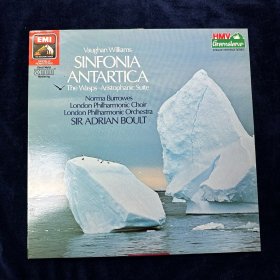 EMI
HMV
Greensleeve
Vaughan Williams
SINFONIA
ANTARTICA
The Wasps-Aristophanic Suite
Norma Burrowes
London Philharmonic Choir
London Philharmonic Orchestra
SIR ADRIAN BOULT